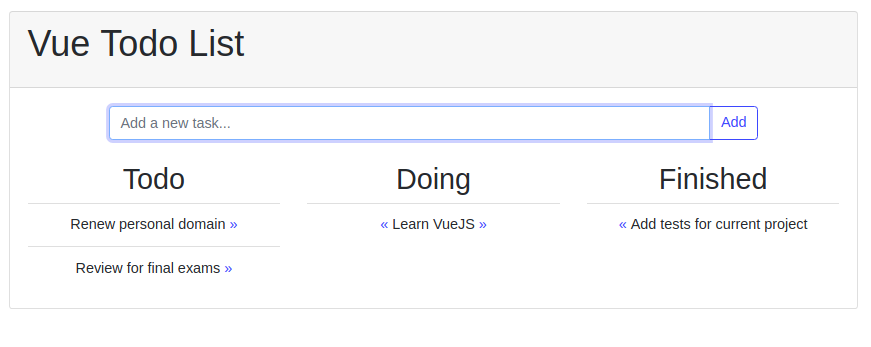 Vue Todo List
Add a new task...
Add
Todo
Renew personal domain »
Review for final exams »
Doing
« Learn VueJS »
Finished
« Add tests for current project